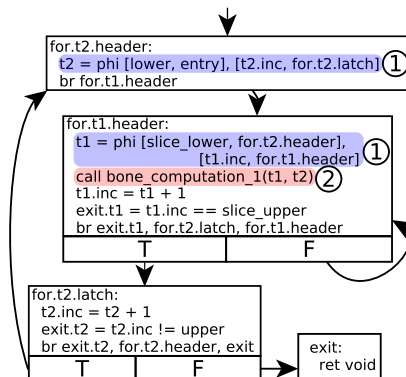 for.t2.header:
t2 = phi [lower, entry], [t2.inc, for.t2.latch] 1
br for.t1.header
for.t1.header:
t1 = phi [slice_lower, for.t2.header],
[t1.inc, for.t1.header] 1
call bone_computation_1(t1, t2) 2
t1.inc = t1 + 1
exit.t1 = t1.inc == slice_upper
br exit.t1, for.t2.latch, for.t1.header
T F
for.t2.latch:
t2.inc = t2 + 1
exit.t2 = t2.inc != upper
br exit.t2, for.t2.header, exit
T F
exit:
ret void